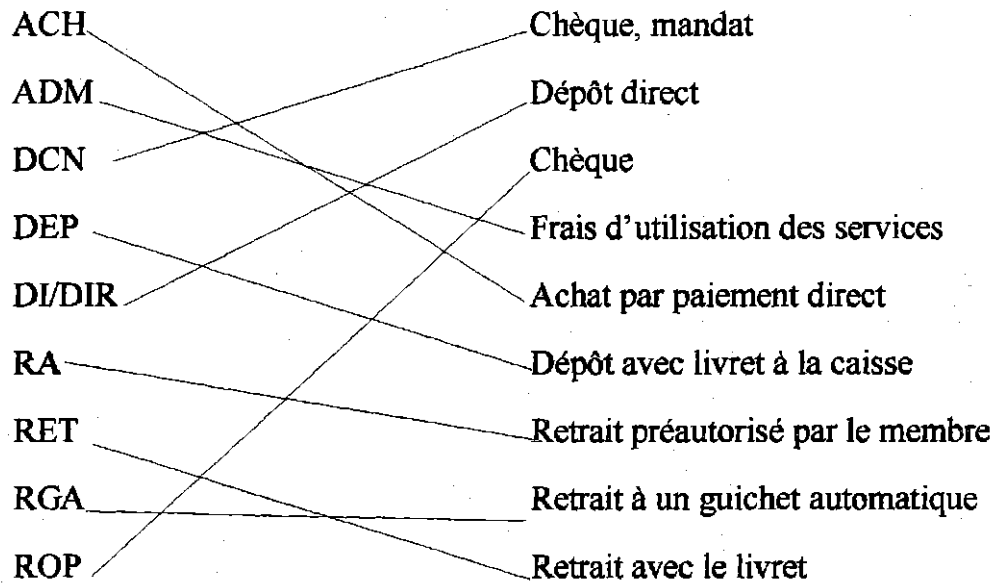 ACH Chèque, mandat
ADM Dépôt direct
DCN Chèque
DEP Frais d'utilisation des services
DI/DIR Achat par paiement direct
RA Dépôt avec livret à la caisse
RET Retrait préautorisé par le membre
RGA Retrait à un guichet automatique
ROP Retrait avec le livret